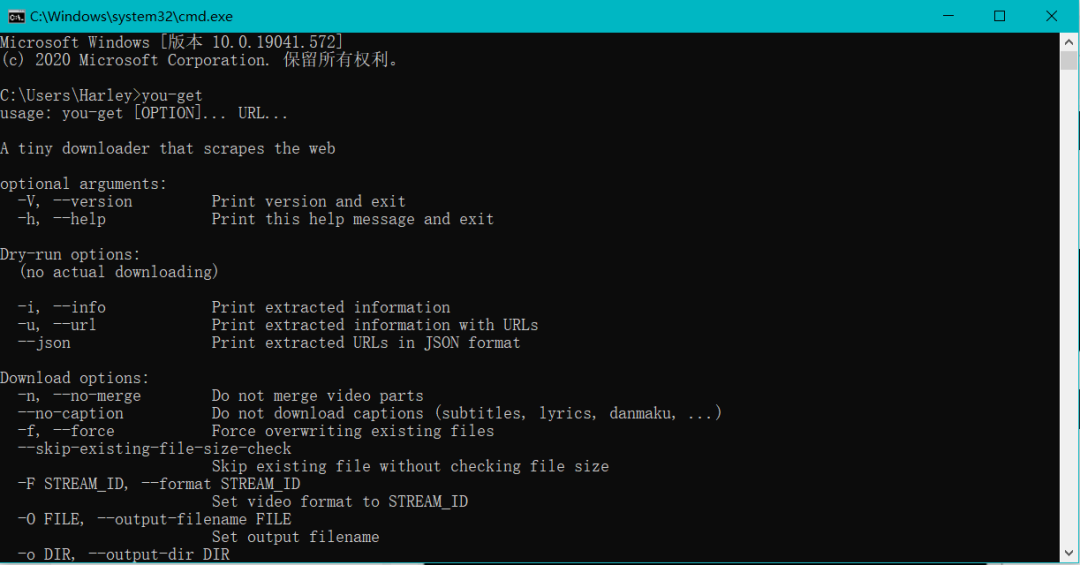 C:\Windows\system32\cmd.exe
Microsoft Windows [版本 10.0.19041.572]
(c) 2020 Microsoft Corporation. 保留所有权利。
C:\Users\Harley>you-get
usage: you-get [OPTION]... URL...
A tiny downloader that scrapes the web
optional arguments:
-V, --version Print version and exit
-h, --help Print this help message and exit
Dry-run options:
(no actual downloading)
-i, --info Print extracted information
-u, --url Print extracted information with URLs
--json Print extracted URLs in JSON format
Download options:
-n, --no-merge Do not merge video parts
--no-caption Do not download captions (subtitles, lyrics, danmaku, ...)
-f, --force Force overwriting existing files
--skip-existing-file-size-check
Skip existing file without checking file size
-F STREAM_ID, --format STREAM_ID
Set video format to STREAM_ID
-O FILE, --output-filename FILE
Set output filename
-o DIR, --output-dir DIR